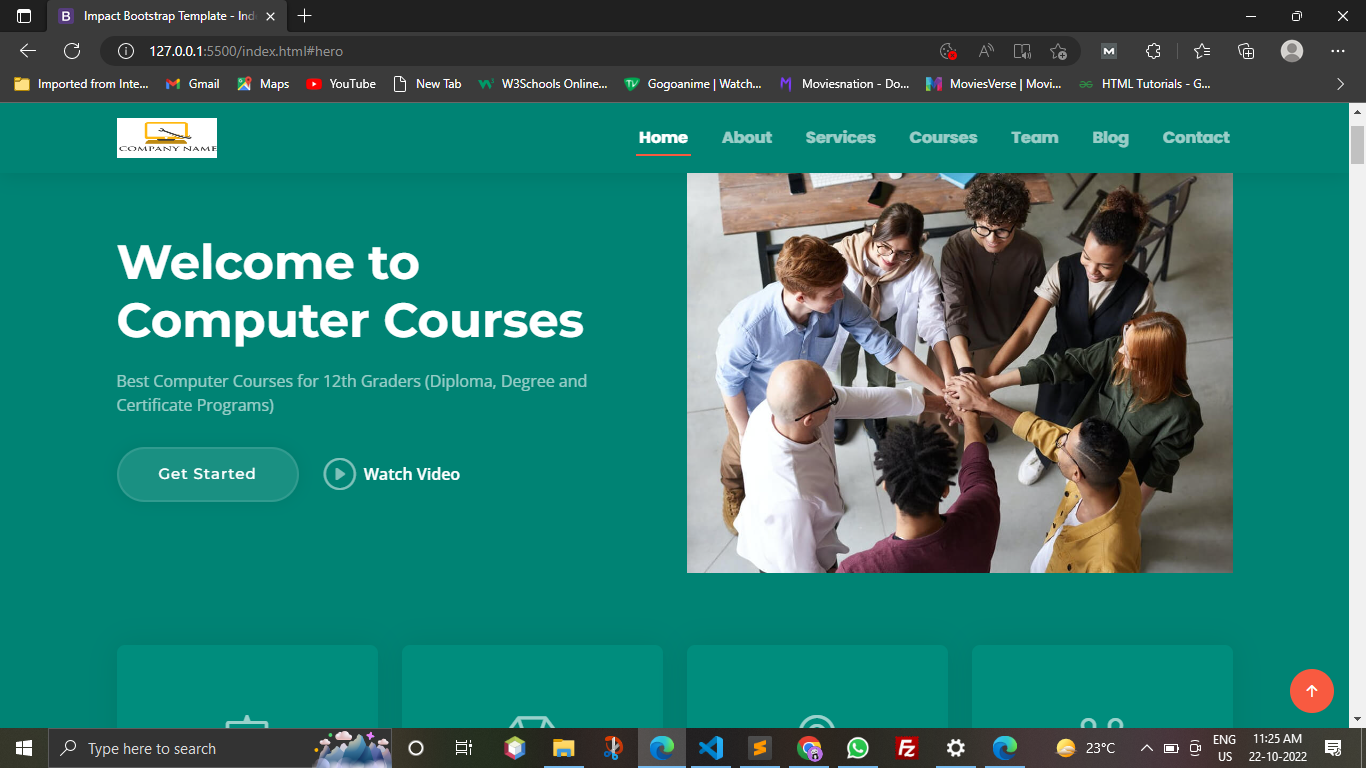 Impact Bootstrap Template - Ind
127.0.0.1:5500/index.html#hero
Imported from Inte...
Gmail
Maps
YouTube
New Tab
W3Schools Online...
Gogoanime | Watch...
Moviesnation - Do...
MoviesVerse | Movi...
HTML Tutorials - G...
COMPANY NAME
Home
About
Services
Courses
Team
Blog
Contact
Welcome to
Computer Courses
Best Computer Courses for 12th Graders (Diploma, Degree and
Certificate Programs)
Get Started
Watch Video
Type here to search
23°C
ENG
US
11:25 AM
22-10-2022